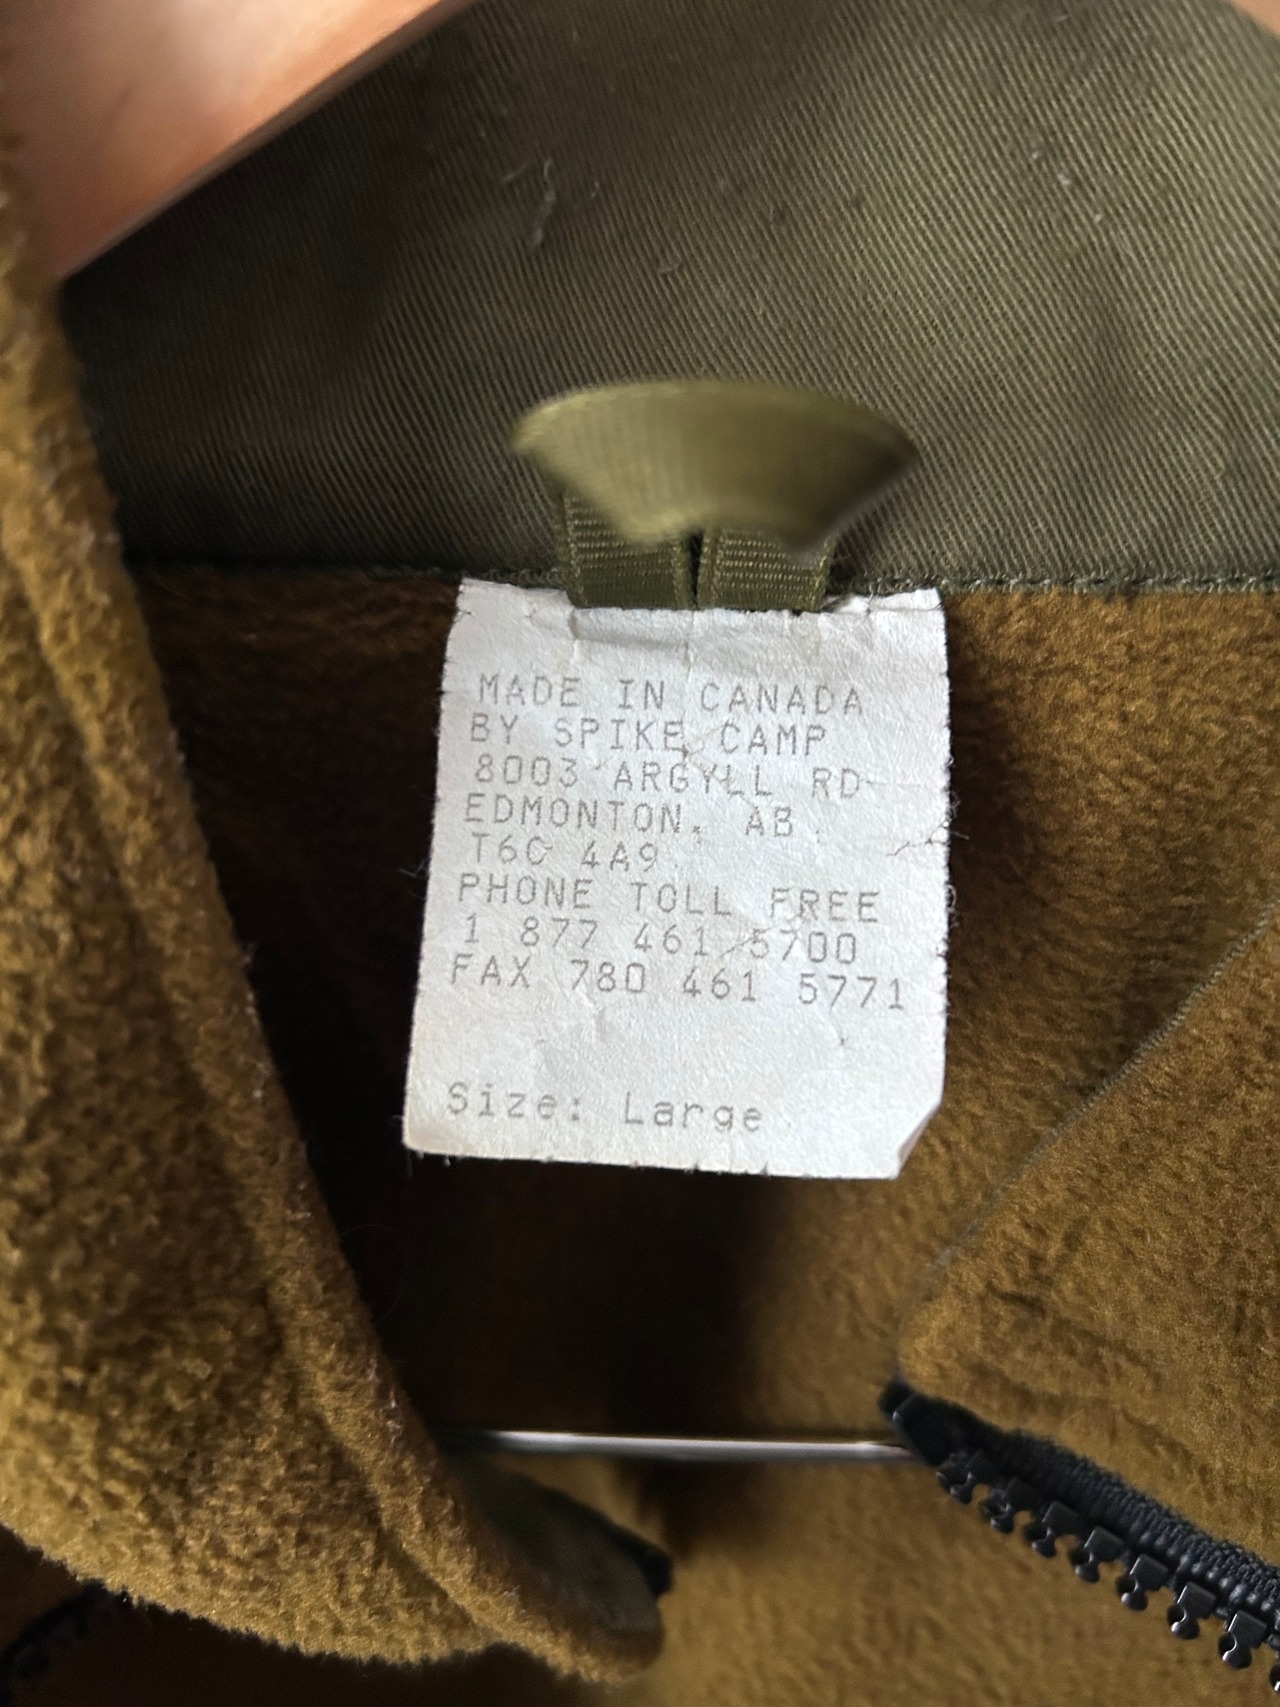 MADE IN CANADA
BY SPIKE CAMP
8003 ARGYLL RD
EDMONTON, AB.
T6C 4A9
PHONE TOLL FREE
1 877 461 5700
FAX 780 461 5771
Size: Large